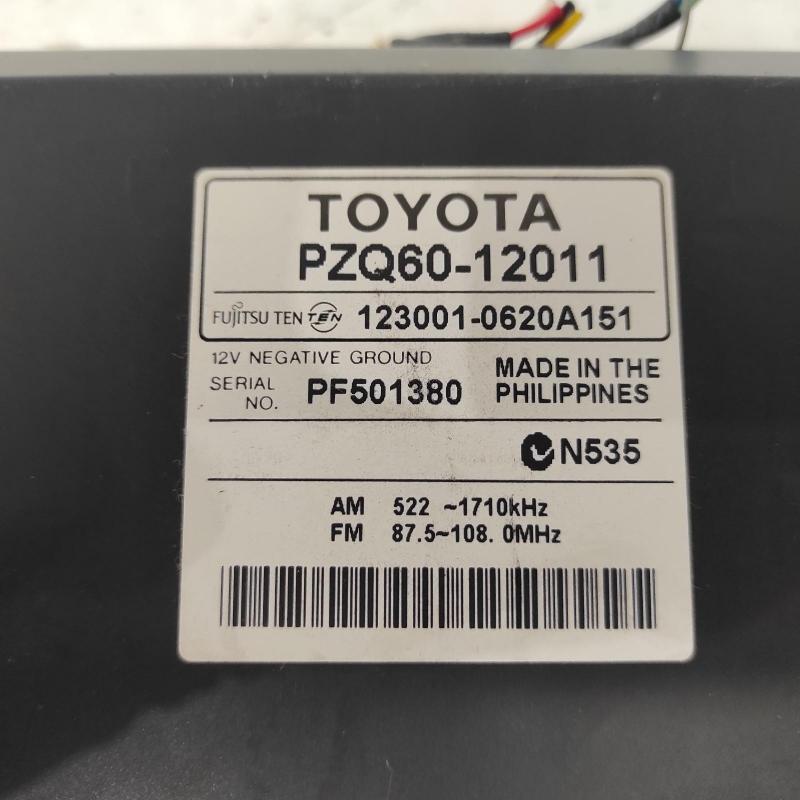 TOYOTA
PZQ60-12011
FUJITSU TEN TEN 123001-0620A151
12V NEGATIVE GROUND
SERIAL NO. PF501380
MADE IN THE
PHILIPPINES
N535
AM 522 ~1710kHz
FM 87.5~108.0MHz